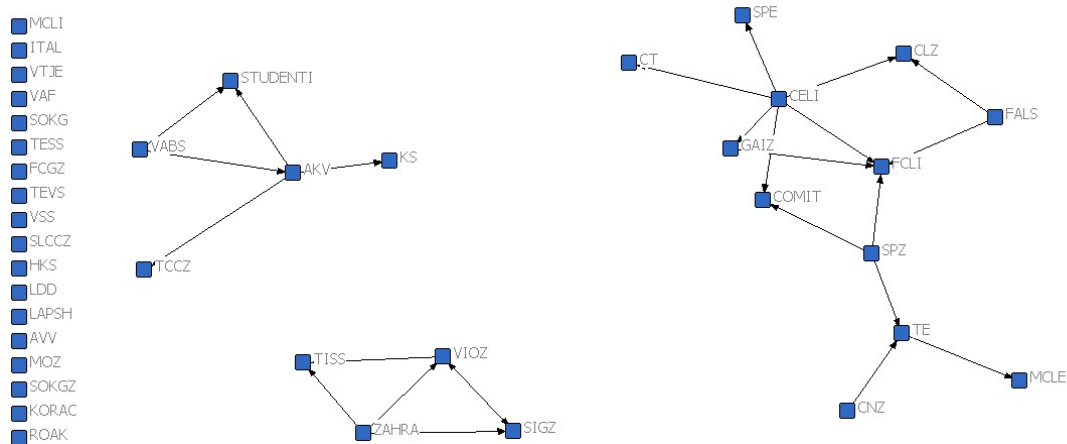 MCLI
ITAL
VTJE
VAF
SOKG
TESS
FCGZ
TEVS
VSS
SLCCZ
HKS
LDD
LAPSH
AVV
MOZ
SOKGZ
KORAC
ROAK
STUDENTI
VABS
AKV
KS
TCCZ
TISS
VIOZ
ZAHRA
SIGZ
SPE
CT
CLZ
CELI
FALS
GAIZ
FCLI
COMIT
SPZ
TE
MCLE
CNZ